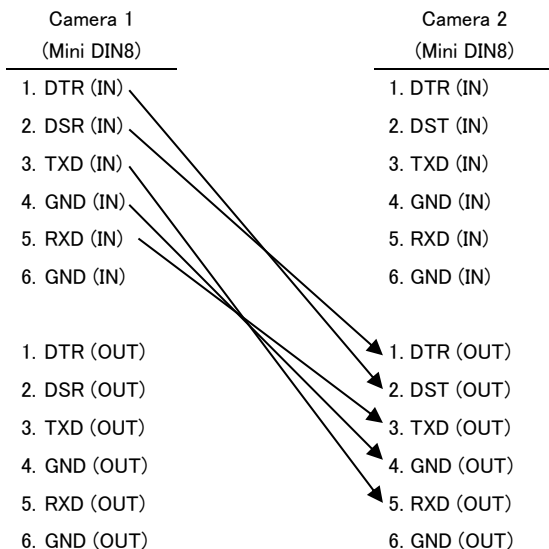 Camera 1
(Mini DIN8)
1. DTR (IN)
2. DSR (IN)
3. TXD (IN)
4. GND (IN)
5. RXD (IN)
6. GND (IN)
1. DTR (OUT)
2. DSR (OUT)
3. TXD (OUT)
4. GND (OUT)
5. RXD (OUT)
6. GND (OUT)
Camera 2
(Mini DIN8)
1. DTR (IN)
2. DST (IN)
3. TXD (IN)
4. GND (IN)
5. RXD (IN)
6. GND (IN)
1. DTR (OUT)
2. DST (OUT)
3. TXD (OUT)
4. GND (OUT)
5. RXD (OUT)
6. GND (OUT)